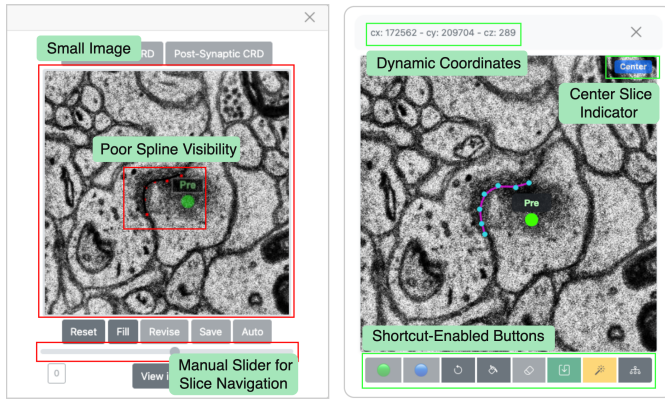 Small Image
RD
Post-Synaptic CRD
Poor Spline Visibility
Pre
Reset
Fill
Revise
Save
Auto
0
View i
Manual Slider for
Slice Navigation
cx: 172562 - cy: 209704 - cz: 289
Dynamic Coordinates
Center
Center Slice
Indicator
Pre
Shortcut-Enabled Buttons